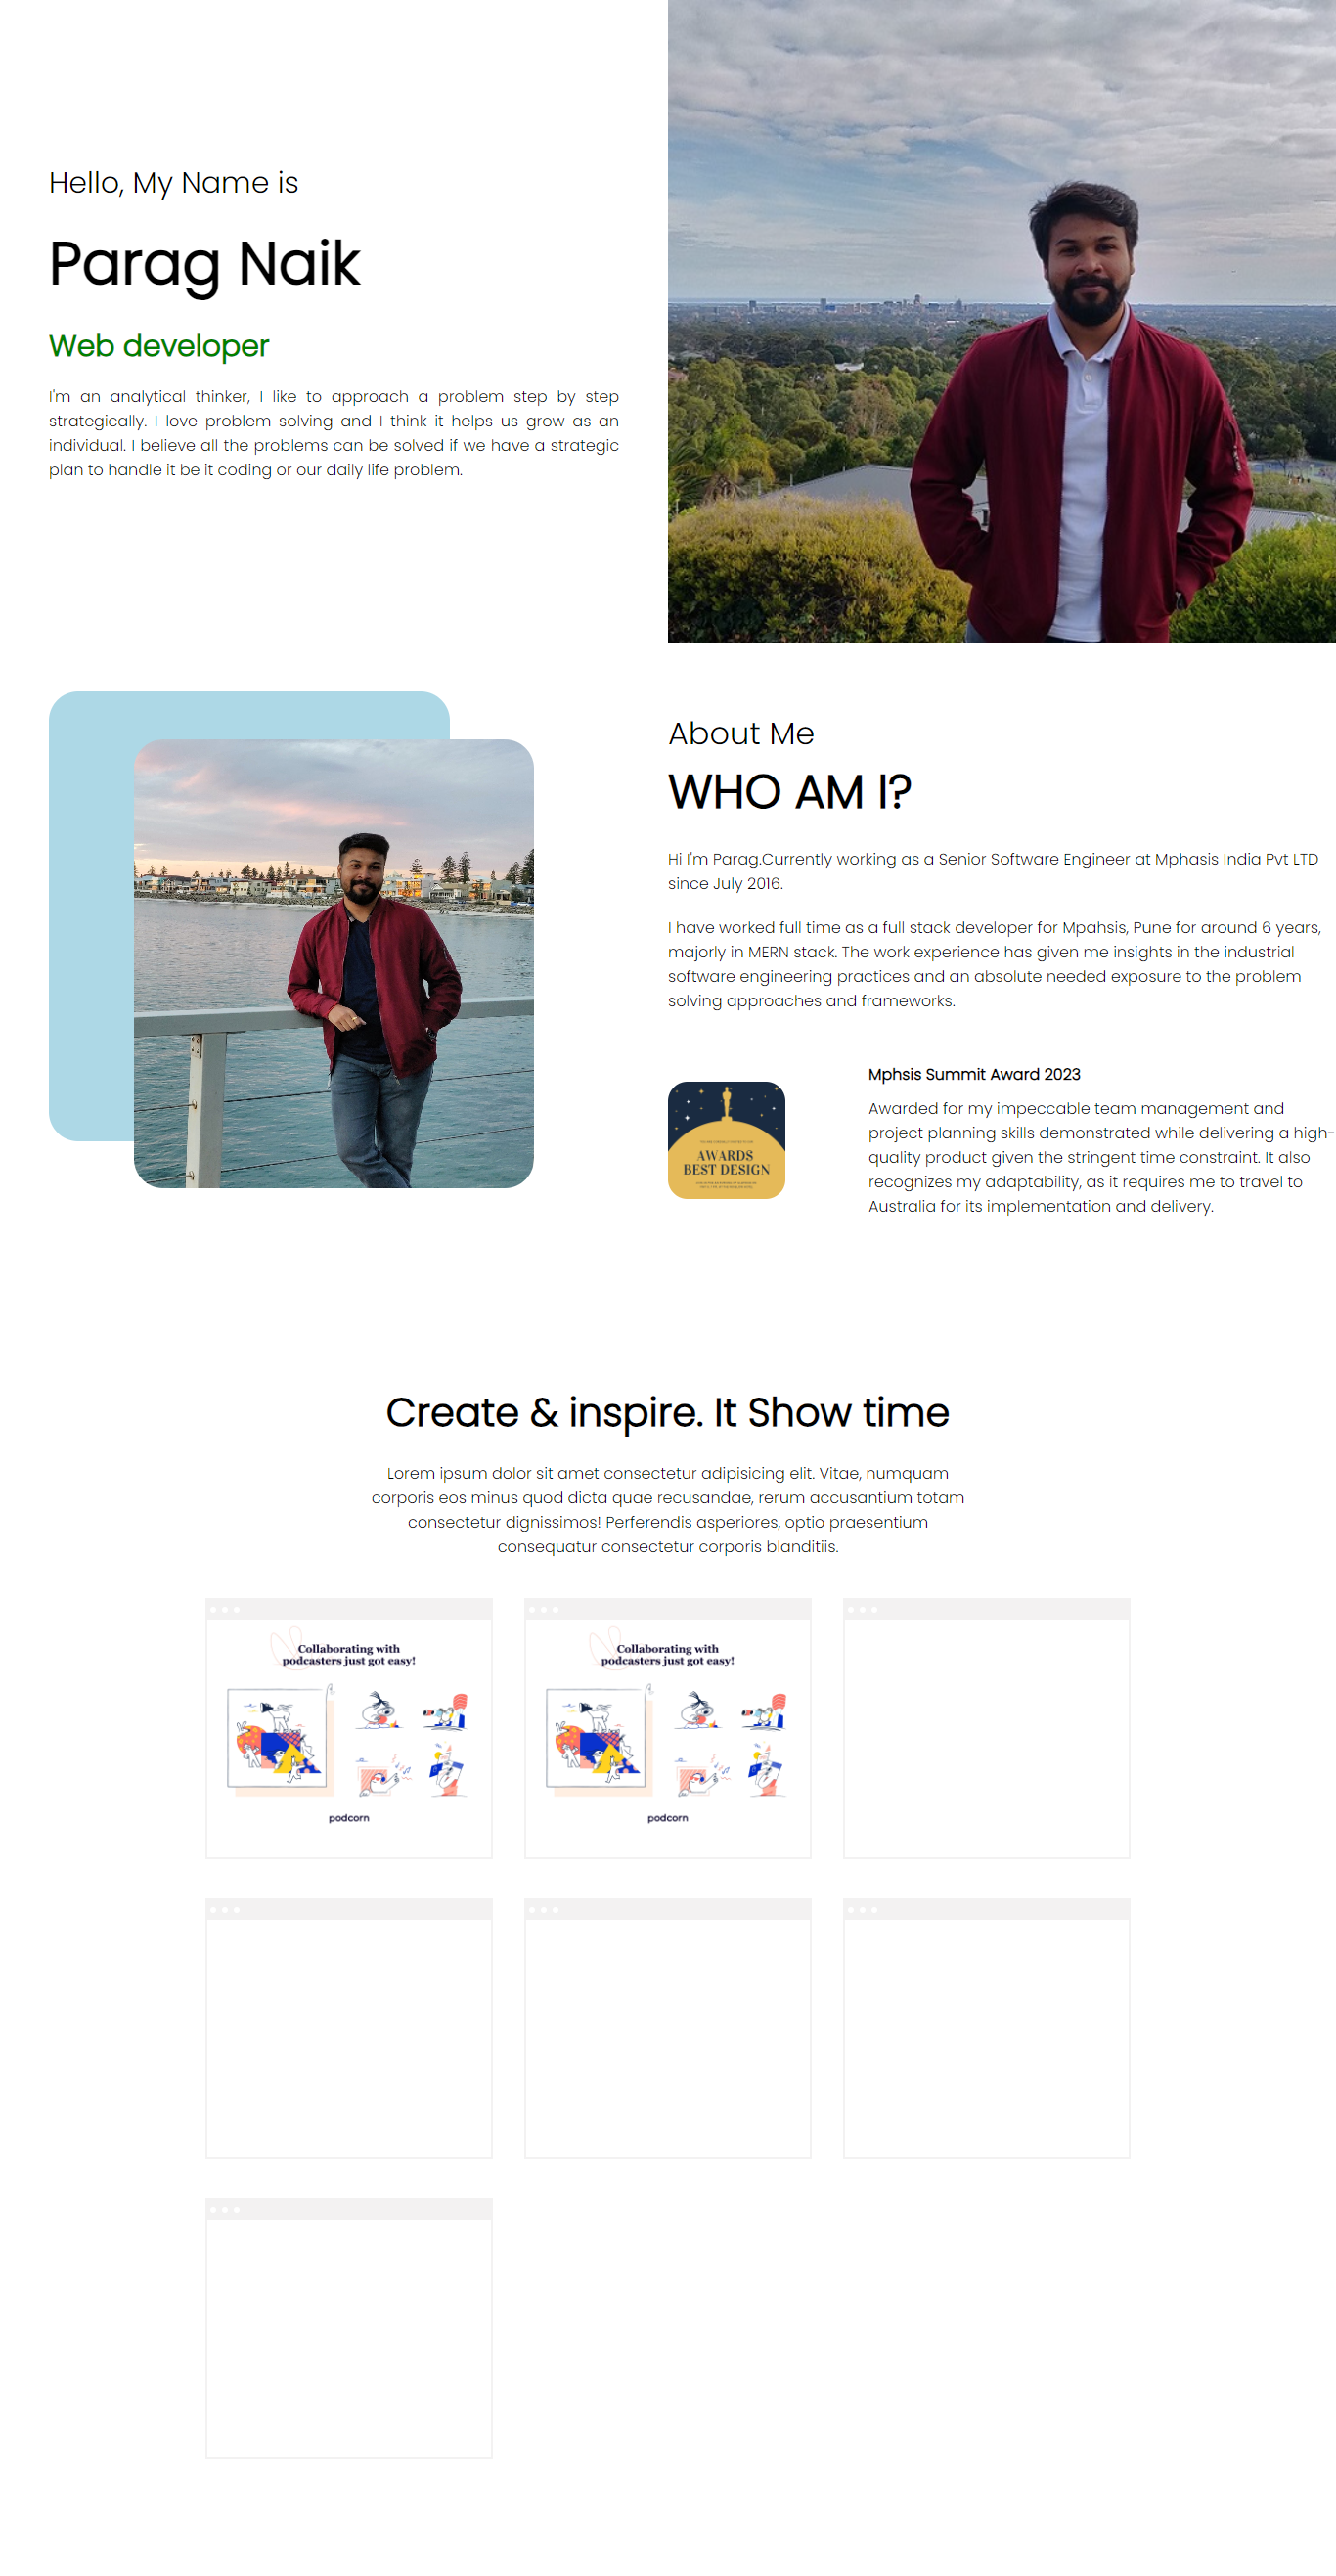 Hello, My Name is
Parag Naik
Web developer
I'm an analytical thinker, I like to approach a problem step by step
strategically. I love problem solving and I think it helps us grow as an
individual. I believe all the problems can be solved if we have a strategic
plan to handle it be it coding or our daily life problem.
About Me
WHO AM I?
Hi I'm Parag.Currently working as a Senior Software Engineer at Mphasis India Pvt LTD
since July 2016.
I have worked full time as a full stack developer for Mpahsis, Pune for around 6 years,
majorly in MERN stack. The work experience has given me insights in the industrial
software engineering practices and an absolute needed exposure to the problem
solving approaches and frameworks.
AWARDS
BEST DESIGN
Mphsis Summit Award 2023
Awarded for my impeccable team management and
project planning skills demonstrated while delivering a high-
quality product given the stringent time constraint. It also
recognizes my adaptability, as it requires me to travel to
Australia for its implementation and delivery.
Create & inspire. It Show time
Lorem ipsum dolor sit amet consectetur adipisicing elit. Vitae, numquam
corporis eos minus quod dicta quae recusandae, rerum accusantium totam
consectetur dignissimos! Perferendis asperiores, optio praesentium
consequatur consectetur corporis blanditiis.
Collaborating with
podcasters just got easy!
podcorn
Collaborating with
podcasters just got easy!
podcorn